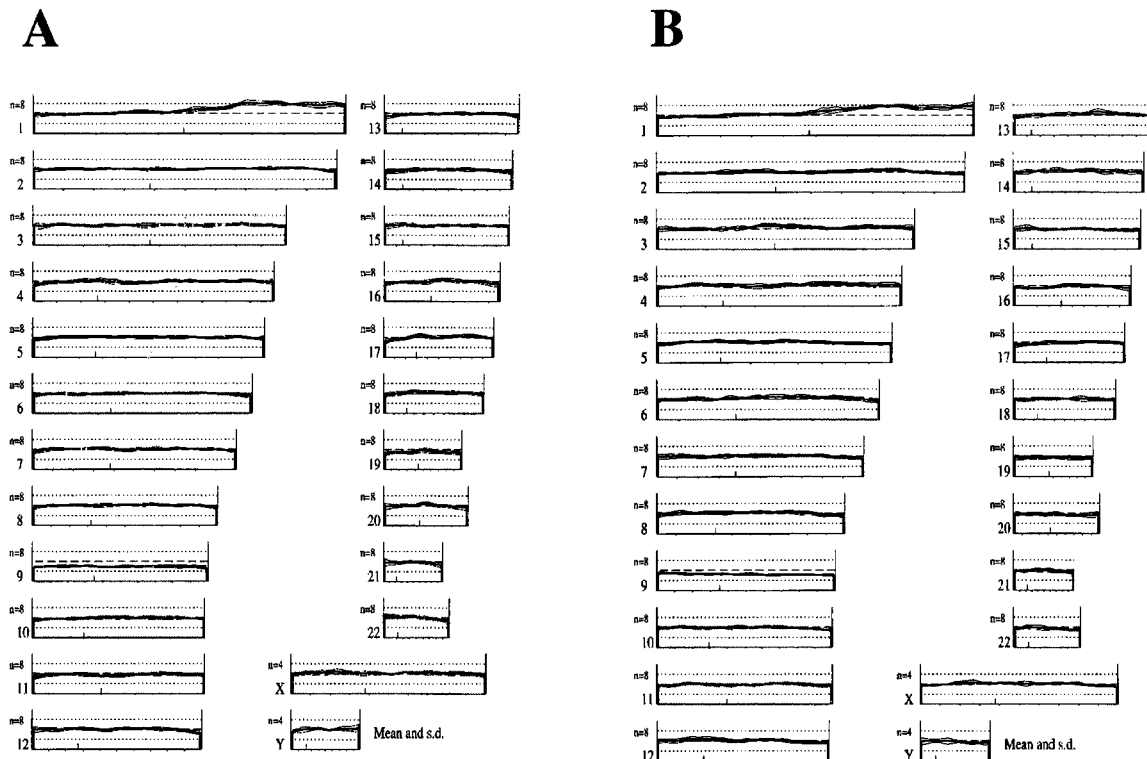 A
n=8
1
n=8
2
n=8
3
n=8
4
n=8
5
n=8
6
n=8
7
n=8
8
n=8
9
n=8
10
n=8
11
n=8
12
n=8
13
n=8
14
n=8
15
n=8
16
n=8
17
n=8
18
n=8
19
n=8
20
n=8
21
n=8
22
n=4
X
n=4
Y
Mean and s.d.
B
n=8
1
n=8
2
n=8
3
n=8
4
n=8
5
n=8
6
n=8
7
n=8
8
n=8
9
n=8
10
n=8
11
n=8
12
n=8
13
n=8
14
n=8
15
n=8
16
n=8
17
n=8
18
n=8
19
n=8
20
n=8
21
n=8
22
n=4
X
n=4
Y
Mean and s.d.